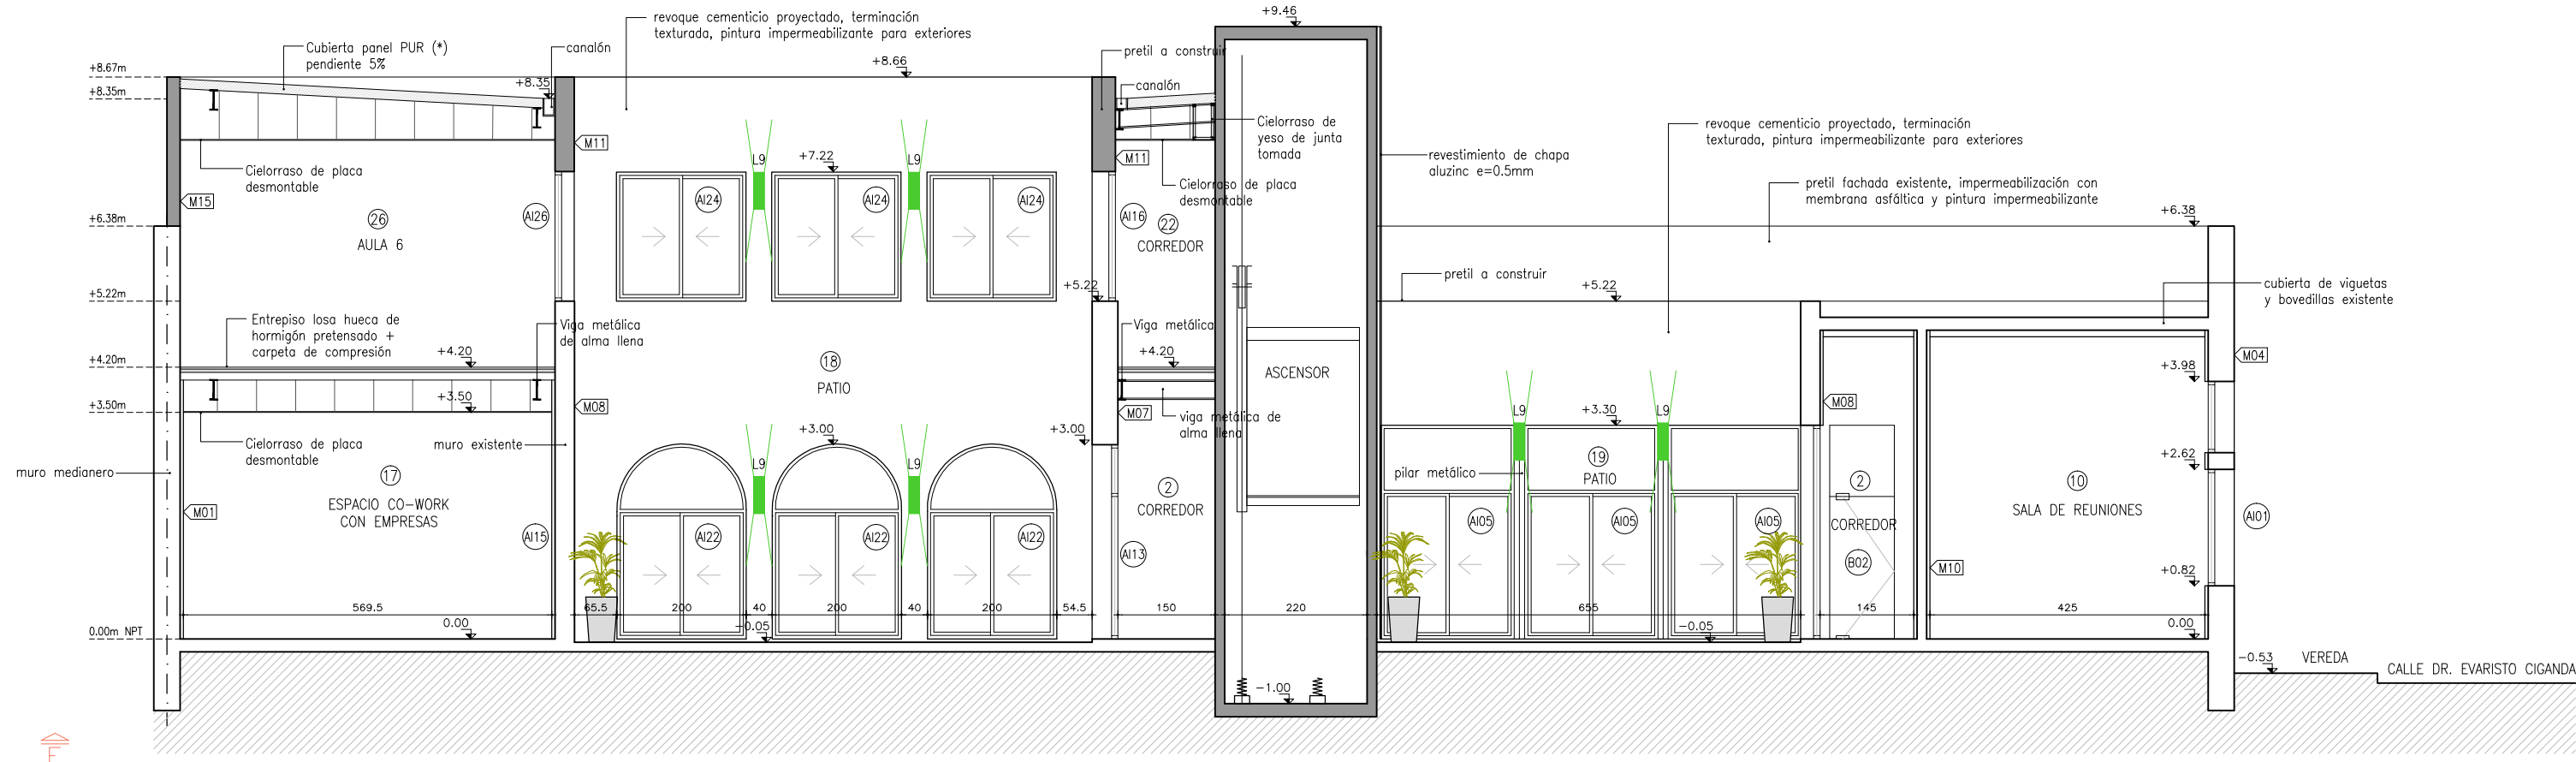 +9.46
revoque cementicio proyectado, terminación
texturada, pintura impermeabilizante para exteriores
Cubierta panel PUR (*)
pendiente 5%
canalón
pretil a construir
+8.67m
+8.35m
+8.35
+8.66
canalón
Cielorraso de
yeso de junta
tomada
revoque cementicio proyectado, terminación
texturada, pintura impermeabilizante para exteriores
M11
M11
L9
+7.22
L9
revestimiento de chapa
aluzinc e=0.5mm
Cielorraso de placa
desmontable
Cielorraso de placa
desmontable
pretil fachada existente, impermeabilización con
membrana asfáltica y pintura impermeabilizante
M15
AI24
AI24
AI24
+6.38m
26
AULA 6
AI26
AI16
22
CORREDOR
+6.38
pretil a construir
+5.22m
+5.22
+5.22
cubierta de viguetas
y bovedillas existente
Entrepiso losa hueca de
hormigón pretensado +
carpeta de compresión
Viga metálica
de alma llena
Viga metálica
+4.20m
+4.20
+4.20
18
PATIO
ASCENSOR
M04
+3.98
+3.50m
+3.50
M08
M07
viga metálica de
alma llena
L9
+3.30
L9
M08
Cielorraso de placa
desmontable
muro existente
+3.00
+3.00
muro medianero
L9
L9
pilar metálico
19
PATIO
+2.62
17
ESPACIO CO-WORK
CON EMPRESAS
2
CORREDOR
2
CORREDOR
10
SALA DE REUNIONES
M01
AI15
AI22
AI22
AI22
AI13
AI05
AI05
AI05
B02
M10
AI01
+0.82
569.5
65.5
200
40
200
40
200
54.5
150
220
655
145
425
0.00m NPT
0.00
-0.05
-0.05
0.00
-0.53
VEREDA
CALLE DR. EVARISTO CIGANDA
-1.00
F